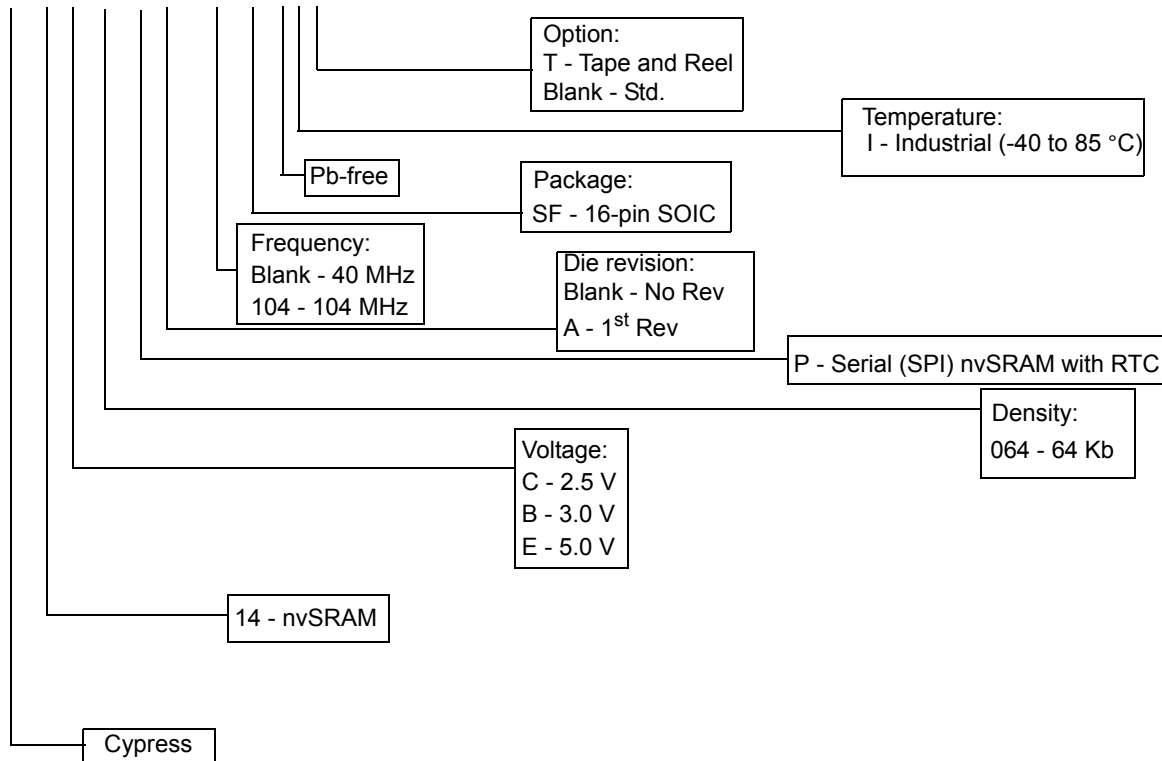 Option:
T - Tape and Reel
Blank - Std.
Temperature:
I - Industrial (-40 to 85 °C)
Pb-free
Package:
SF - 16-pin SOIC
Frequency:
Blank - 40 MHz
104 - 104 MHz
Die revision:
Blank - No Rev
A - 1st Rev
P - Serial (SPI) nvSRAM with RTC
Density:
064 - 64 Kb
Voltage:
C - 2.5 V
B - 3.0 V
E - 5.0 V
14 - nvSRAM
Cypress